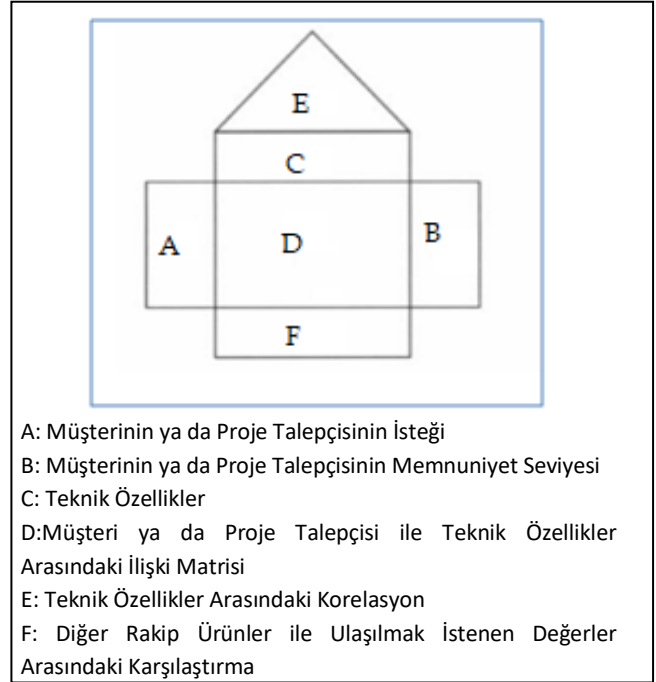 E
C
A
D
B
F
A: Müşterinin ya da Proje Talepçisinin İsteği
B: Müşterinin ya da Proje Talepçisinin Memnuniyet Seviyesi
C: Teknik Özellikler
D:Müşteri ya da Proje Talepçisi ile Teknik Özellikler
Arasındaki İlişki Matrisi
E: Teknik Özellikler Arasındaki Korelasyon
F: Diğer Rakip Ürünler ile Ulaşılmak İstenen Değerler
Arasındaki Karşılaştırma